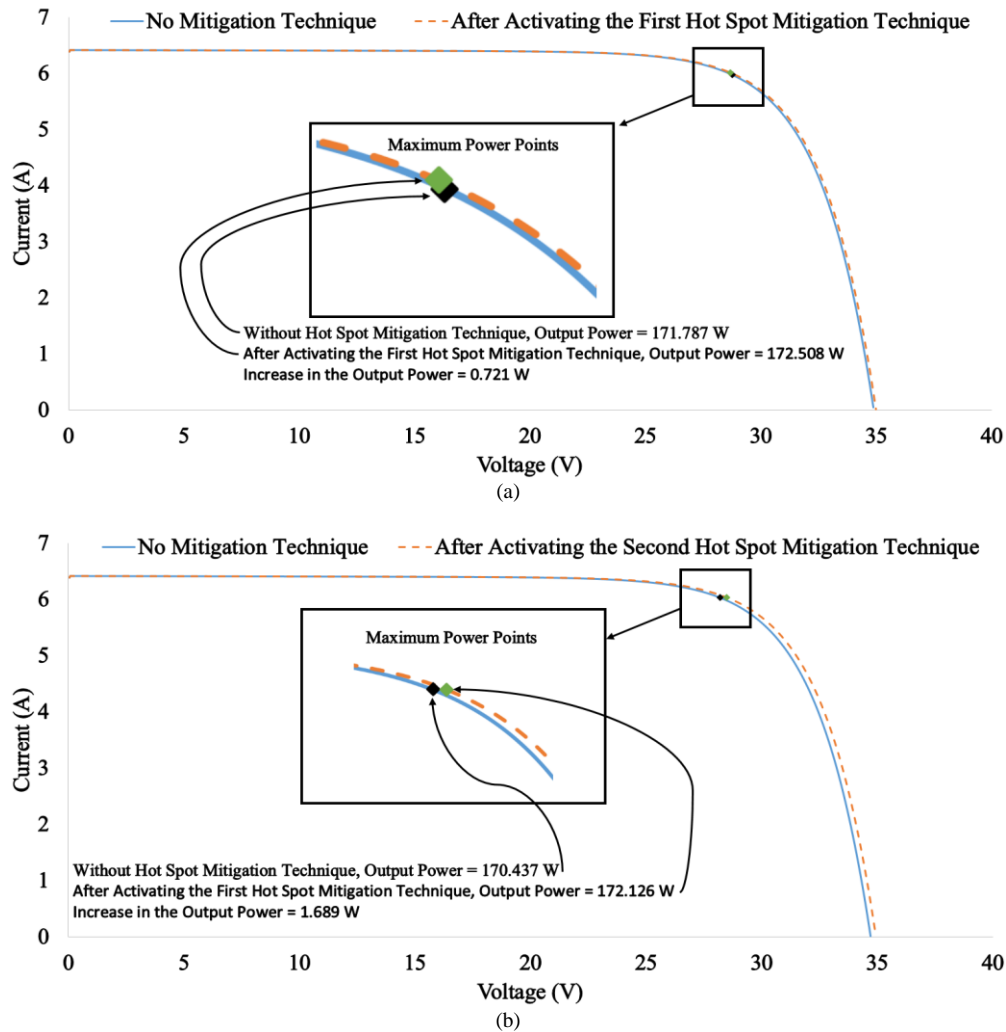 No Mitigation Technique After Activating the First Hot Spot Mitigation Technique
7
6
5
4
3
2
1
0
Current (A)
Maximum Power Points
Without Hot Spot Mitigation Technique, Output Power = 171.787 W
After Activating the First Hot Spot Mitigation Technique, Output Power = 172.508 W
Increase in the Output Power = 0.721 W
0 5 10 15 20 25 30 35 40
Voltage (V)
(a)
No Mitigation Technique After Activating the Second Hot Spot Mitigation Technique
7
6
5
4
3
2
1
0
Current (A)
Maximum Power Points
Without Hot Spot Mitigation Technique, Output Power = 170.437 W
After Activating the First Hot Spot Mitigation Technique, Output Power = 172.126 W
Increase in the Output Power = 1.689 W
0 5 10 15 20 25 30 35 40
Voltage (V)
(b)